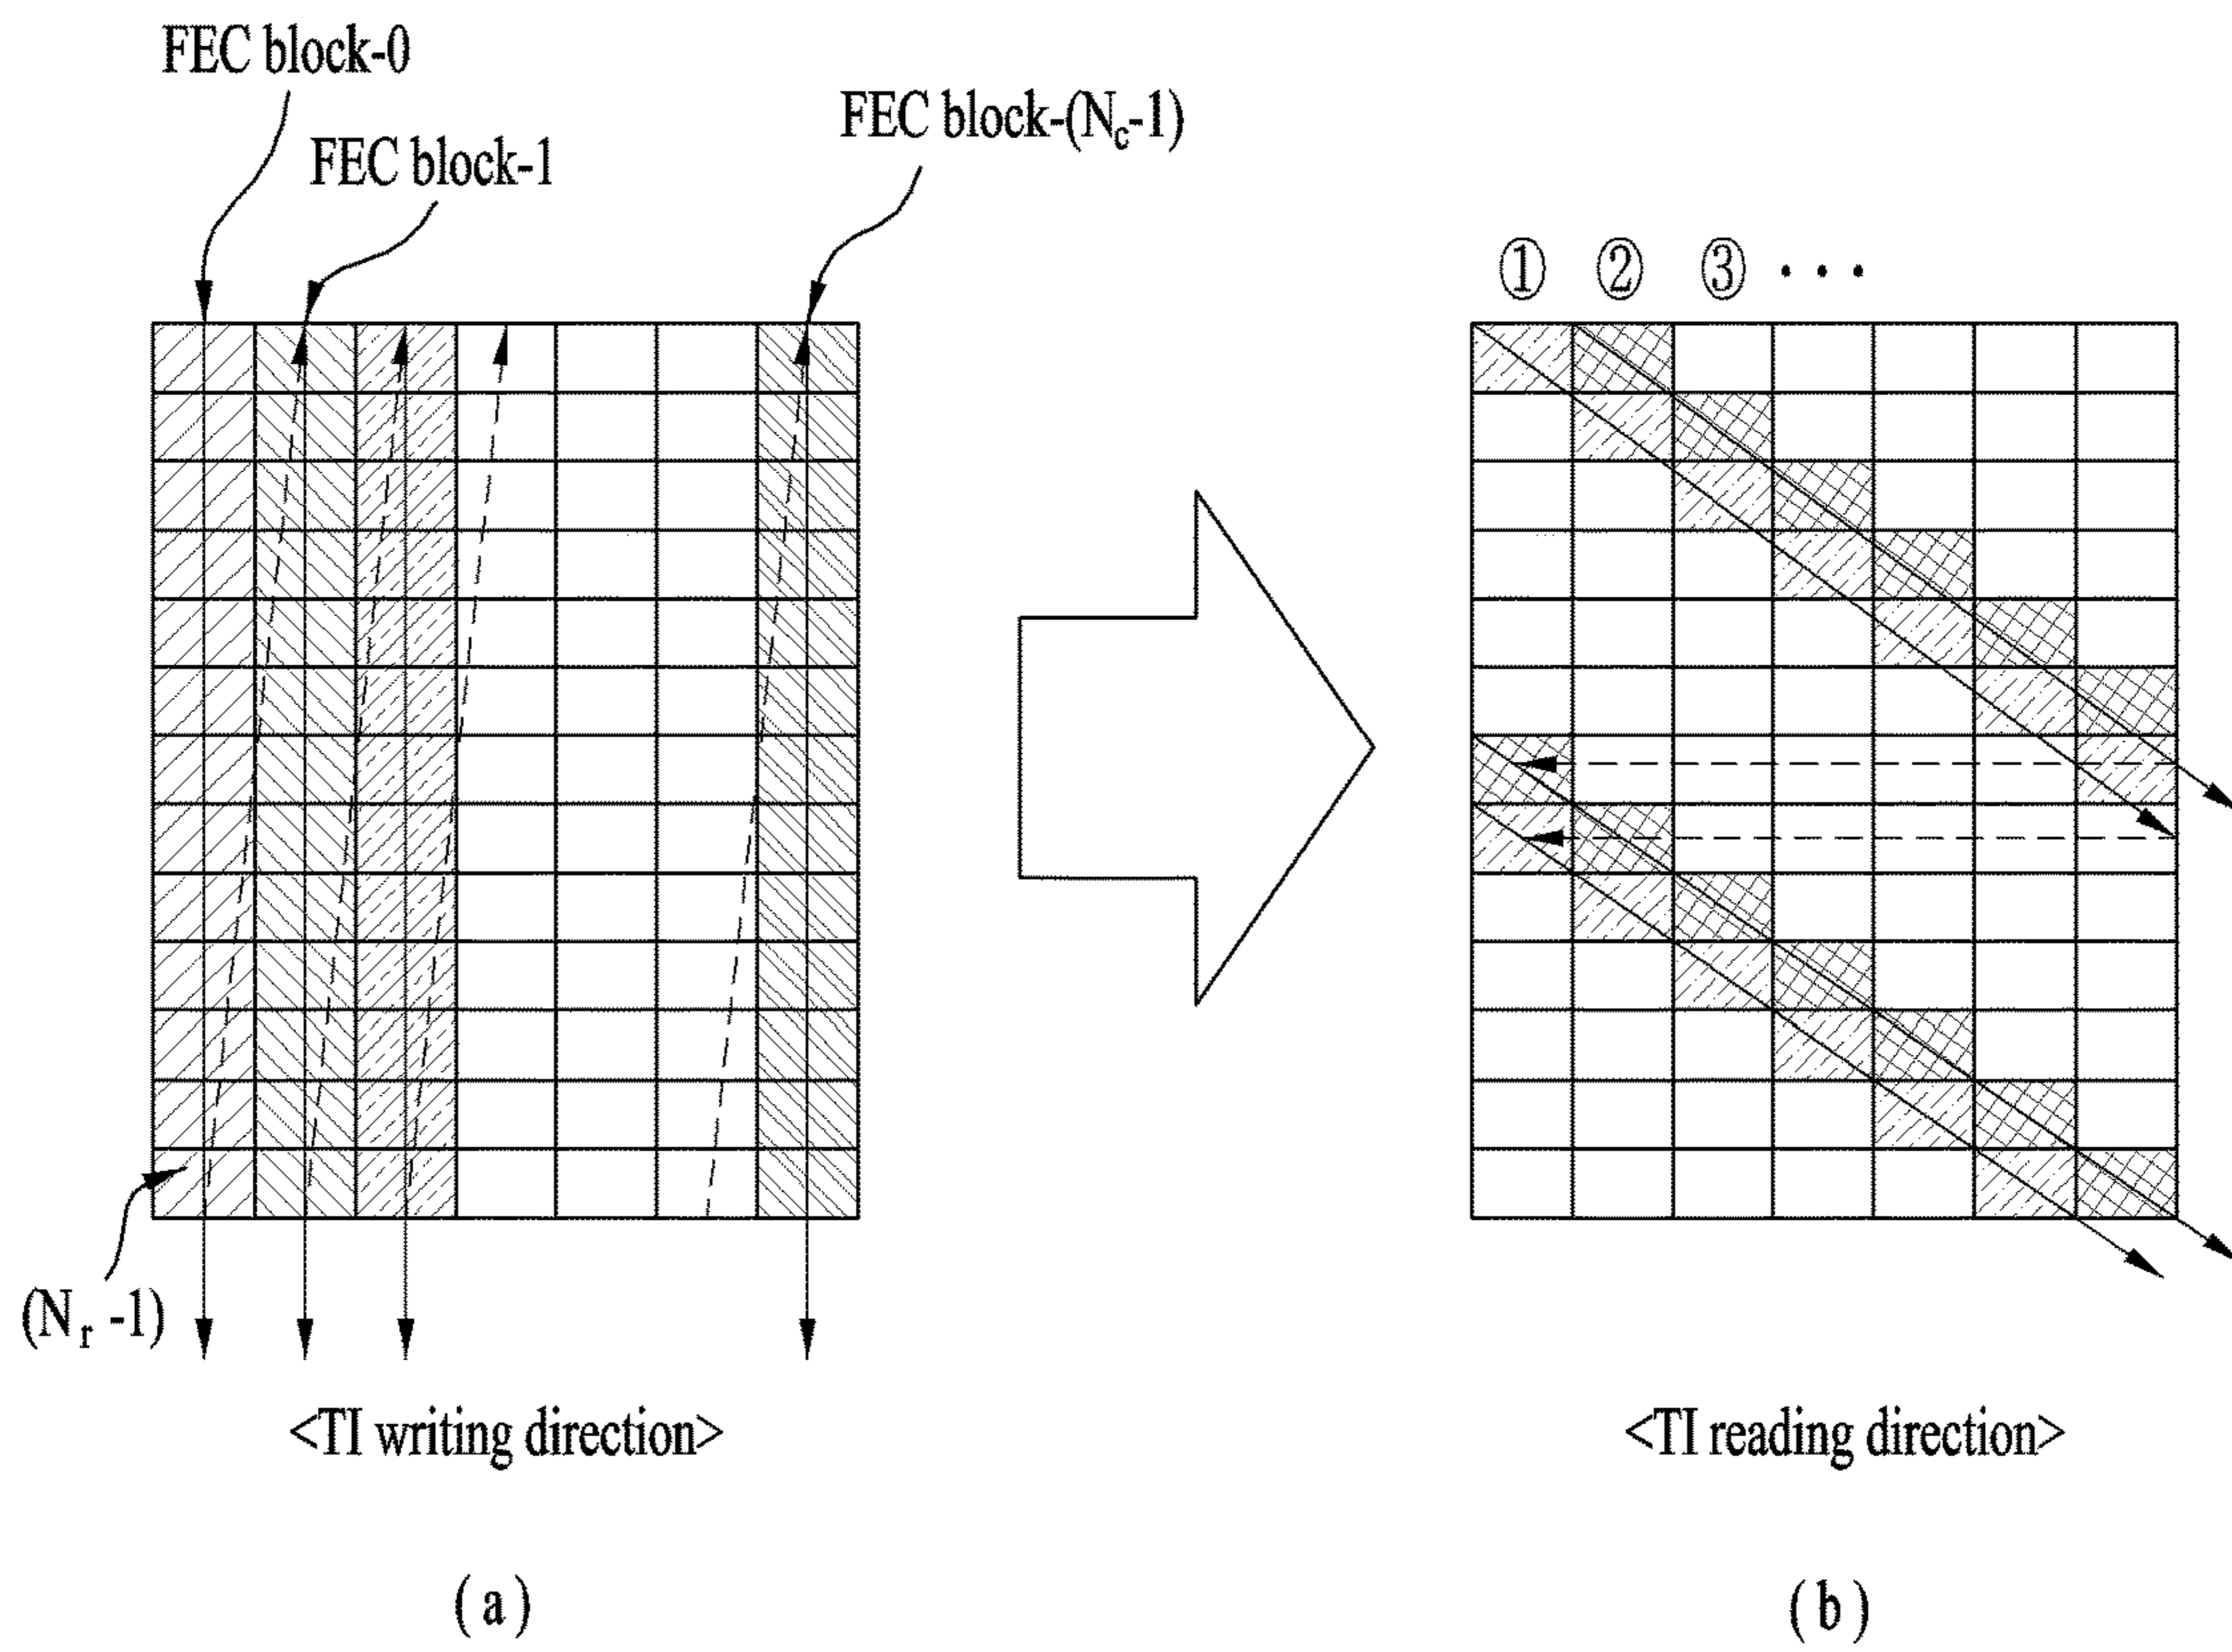 FEC block-0
FEC block-1
FEC block-(Nc-1)
① ② ③ • • •
(Nr -1)
<TI writing direction>
<TI reading direction>
( a )
( b )